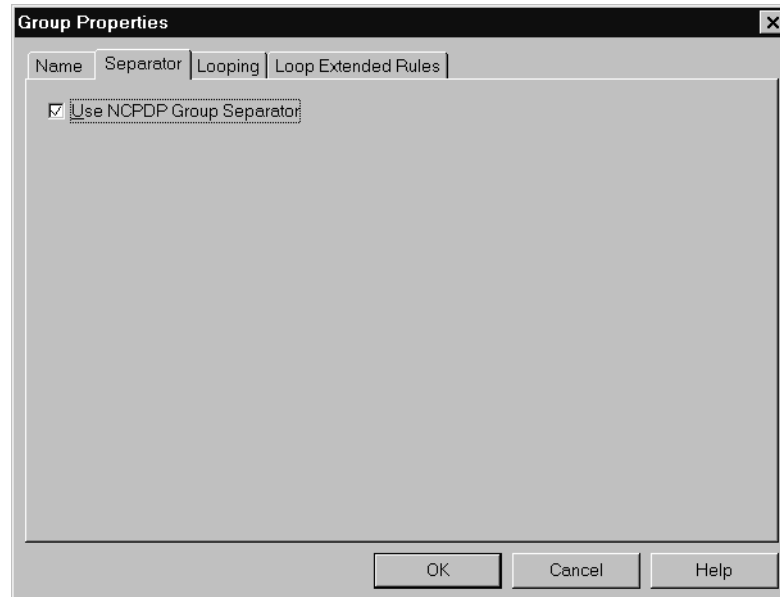 Group Properties
Name Separator Looping Loop Extended Rules
Use NCPDP Group Separator
OK Cancel Help